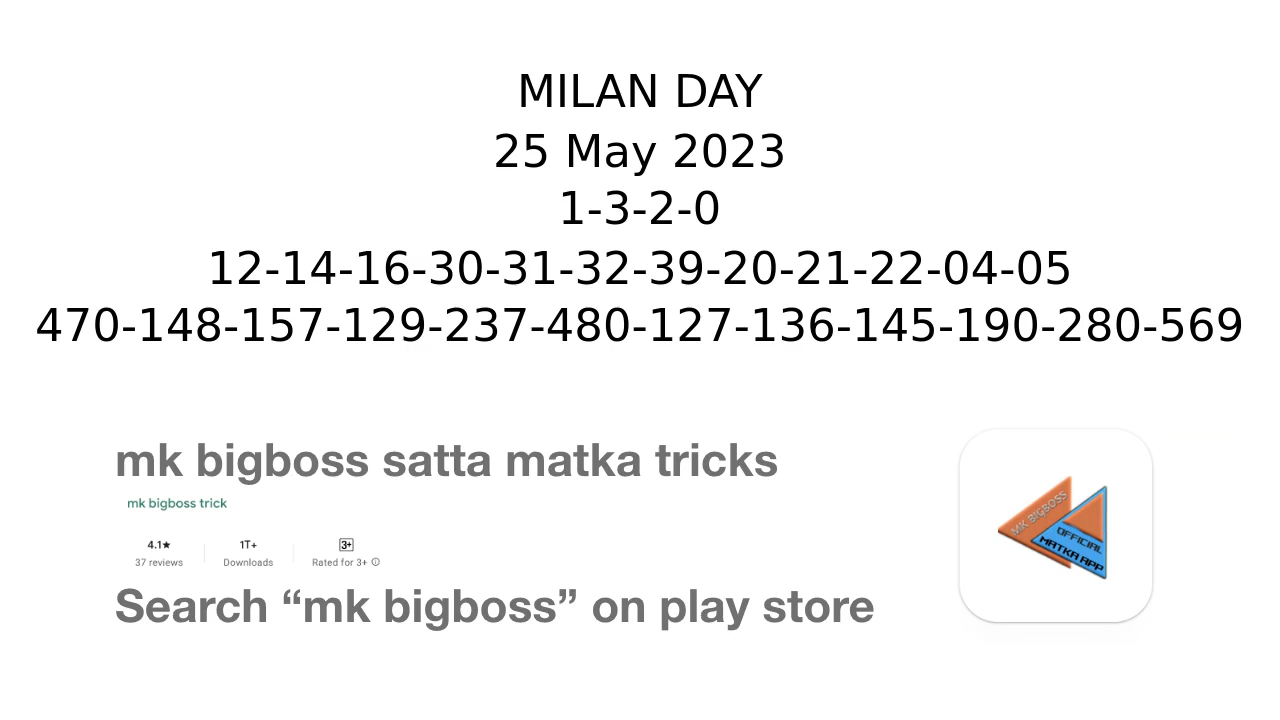 MILAN DAY
25 May 2023
1-3-2-0
12-14-16-30-31-32-39-20-21-22-04-05
470-148-157-129-237-480-127-136-145-190-280-569
mk bigboss satta matka tricks
mk bigboss trick
4.1★ 1T+ 3+
37 reviews Downloads Rated for 3+
Search “mk bigboss” on play store
MK BIGBOSS
OFFICIAL
MATKA APP